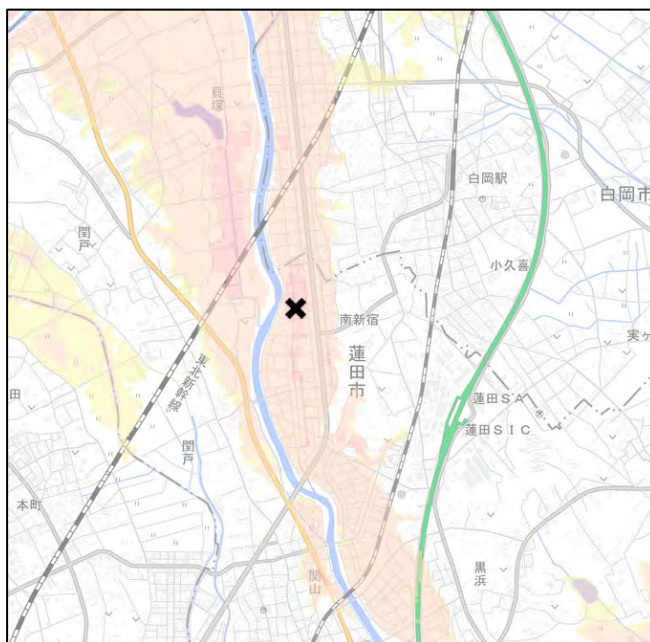 貝塚
白岡駅
白岡市
閏戸
小久喜
南新宿
実ヶ
蓮田市
東北新幹線
田
蓮田SA
蓮田SIC
閏戸
本町
黒浜
関山